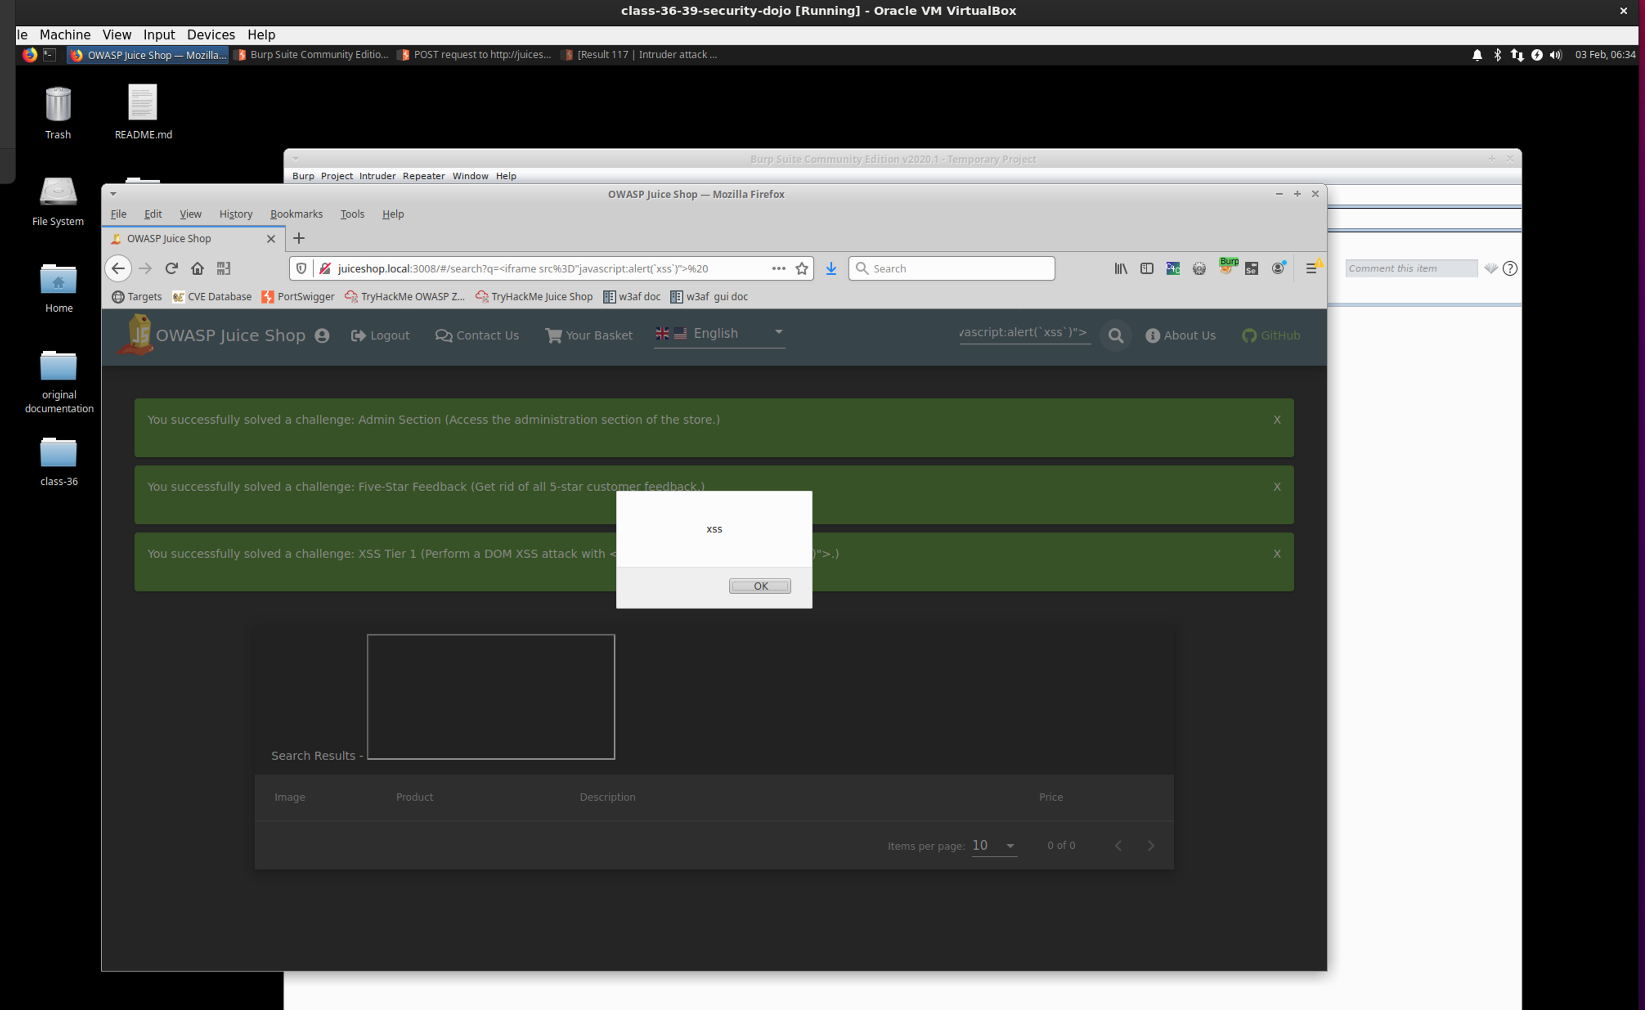 class-36-39-security-dojo [Running] - Oracle VM VirtualBox
le Machine View Input Devices Help
OWASP Juice Shop — Mozilla... Burp Suite Community Editio... POST request to http://juices... [Result 117 | Intruder attack ... 03 Feb, 06:34
Trash
README.md
File System
Home
original
documentation
class-36
Burp Suite Community Edition v2020.1 - Temporary Project
Burp Project Intruder Repeater Window Help
Comment this item
OWASP Juice Shop — Mozilla Firefox
File Edit View History Bookmarks Tools Help
OWASP Juice Shop
juiceshop.local:3008/#/search?q=<iframe src%3D"javascript:alert(`xss`)">%20
Search
Burp
Targets CVE Database PortSwigger TryHackMe OWASP Z... TryHackMe Juice Shop w3af doc w3af gui doc
JS OWASP Juice Shop Logout Contact Us Your Basket English vascript:alert(`xss`)"> About Us GitHub
You successfully solved a challenge: Admin Section (Access the administration section of the store.) X
You successfully solved a challenge: Five-Star Feedback (Get rid of all 5-star customer feedback.) X
You successfully solved a challenge: XSS Tier 1 (Perform a DOM XSS attack with < )">.) X
xss
OK
Search Results -
Image Product Description Price
Items per page: 10 0 of 0